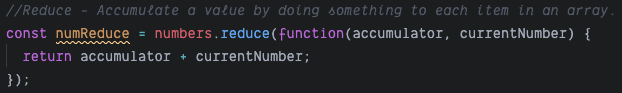 //Reduce - Accumulate a value by doing something to each item in an array.
const numReduce = numbers.reduce(function(accumulator, currentNumber) {
  return accumulator + currentNumber;
});